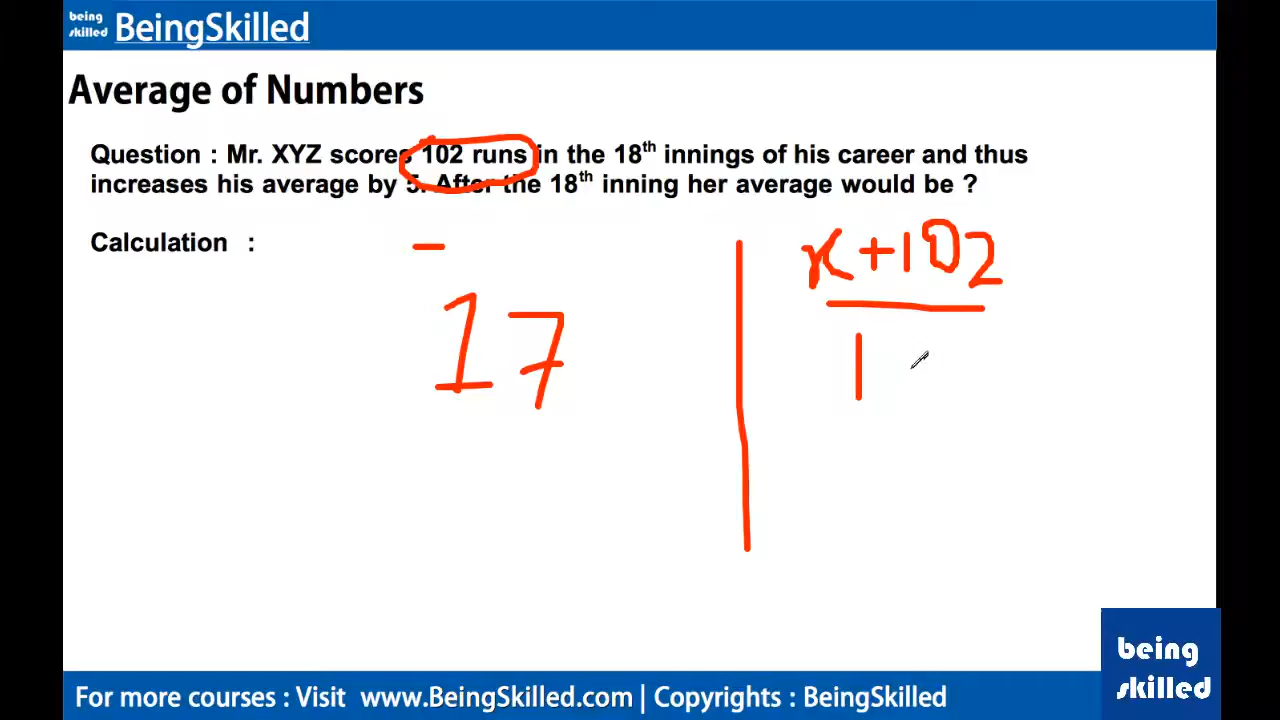 being
skilled BeingSkilled
Average of Numbers
Question : Mr. XYZ scores 102 runs in the 18th innings of his career and thus
increases his average by 5. After the 18th inning her average would be ?
Calculation :
x+102
17
1
being
skilled
For more courses : Visit www.BeingSkilled.com | Copyrights : BeingSkilled